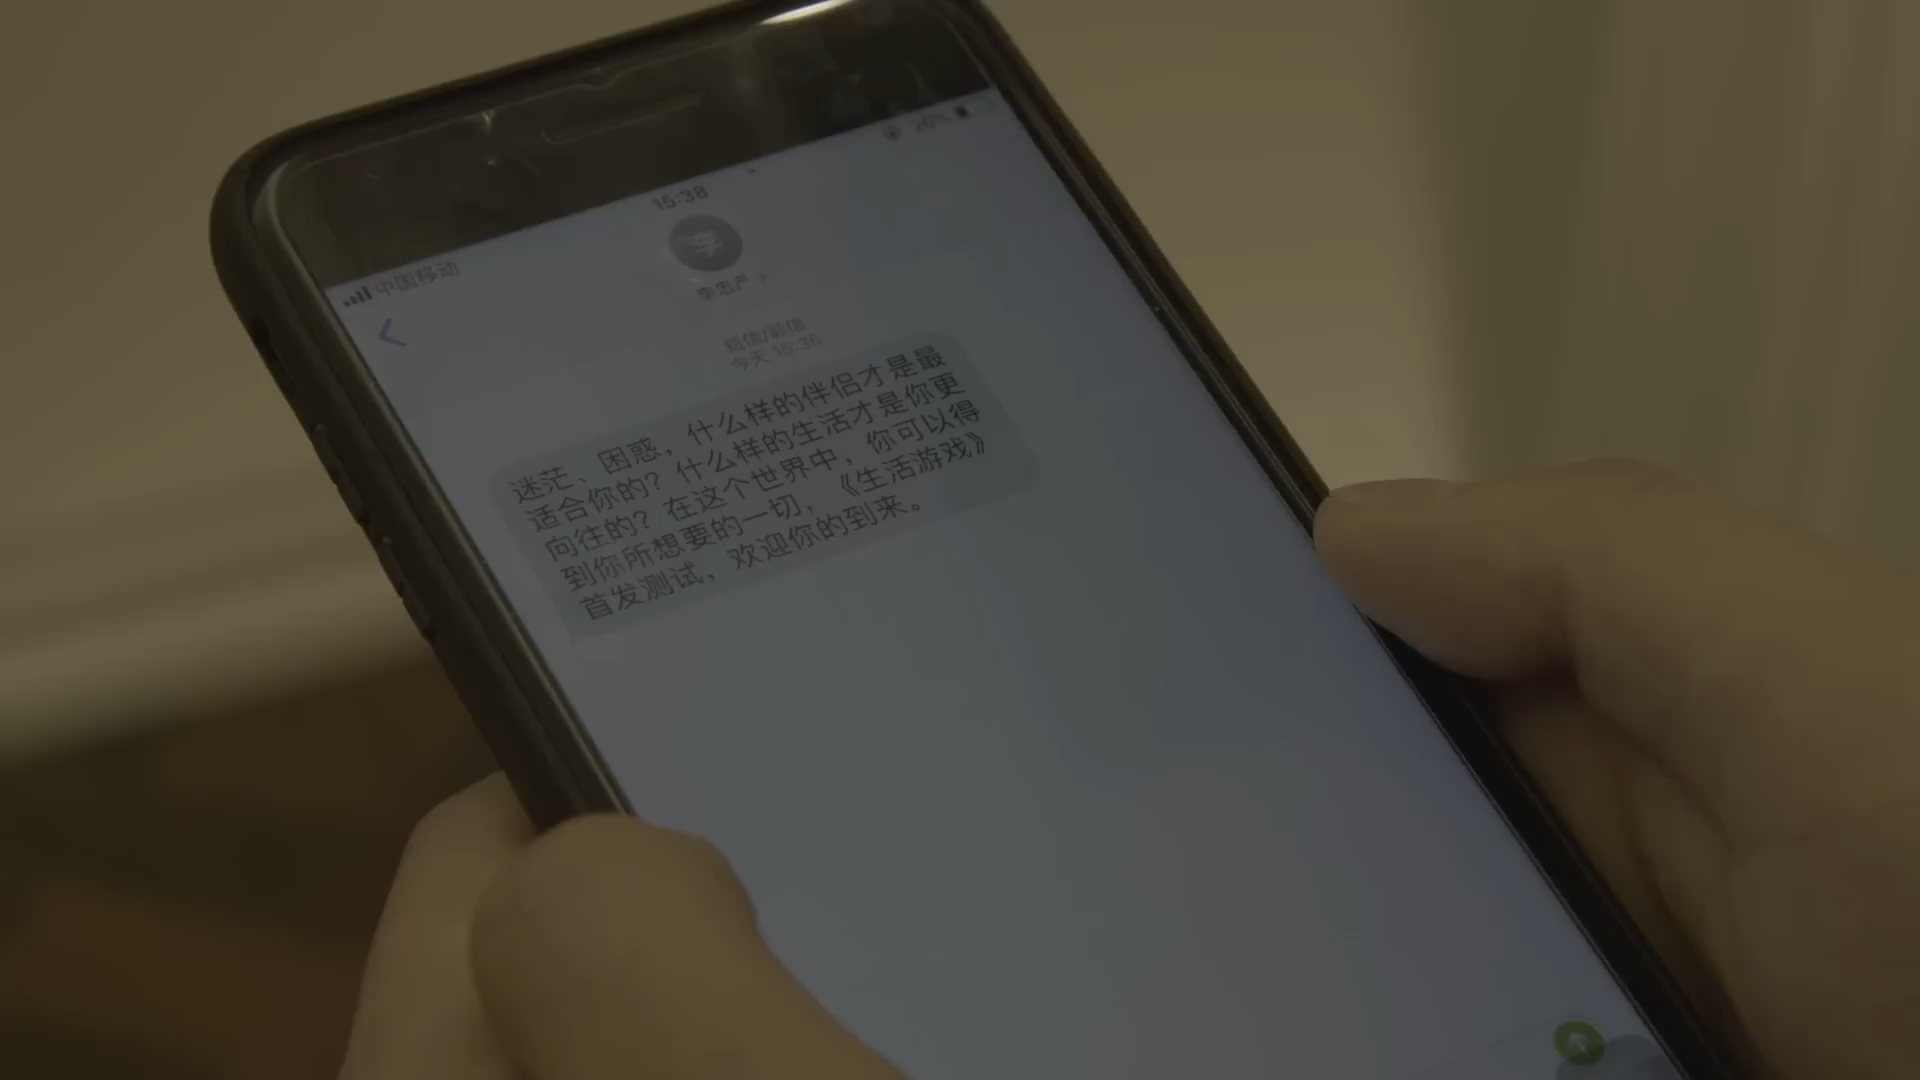 15:38
26%
中国移动
李
李忠严
短信/彩信
今天 15:36
迷茫、困惑，什么样的伴侣才是最
适合你的？什么样的生活才是你更
向往的？在这个世界中，你可以得
到你所想要的一切，《生活游戏》
首发测试，欢迎你的到来。